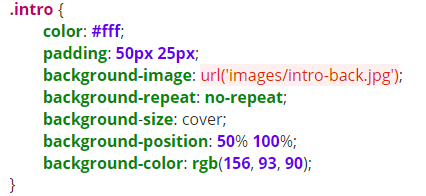 .intro {
color: #fff;
padding: 50px 25px;
background-image: url('images/intro-back.jpg');
background-repeat: no-repeat;
background-size: cover;
background-position: 50% 100%;
background-color: rgb(156, 93, 90);
}